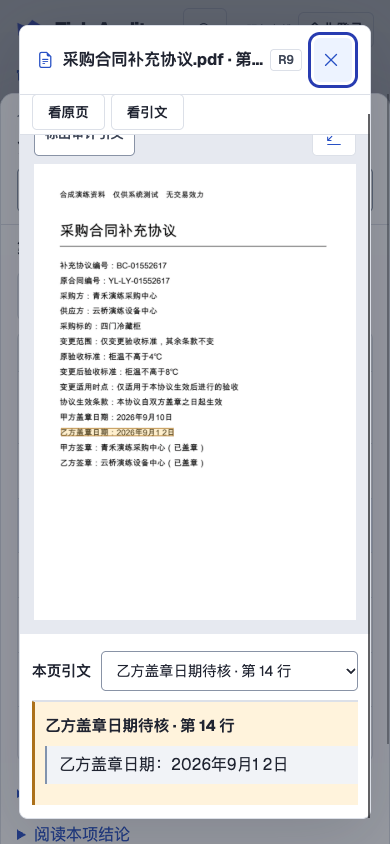 采购合同补充协议.pdf · 第... R9
看原页 看引文
标出审计引文
合成演练资料 仅供系统测试 无交易效力
采购合同补充协议
补充协议编号：BC-01552617
原合同编号：YL-LY-01552617
采购方：青禾演练采购中心
供应方：云桥演练设备中心
采购标的：四门冷藏柜
变更范围：仅变更验收标准，其余条款不变
原验收标准：柜温不高于4℃
变更后验收标准：柜温不高于8℃
变更适用时点：仅适用于本协议生效后进行的验收
协议生效条款：本协议自双方盖章之日起生效
甲方盖章日期：2026年9月10日
乙方盖章日期：2026年9月1 2日
甲方签章：青禾演练采购中心（已盖章）
乙方签章：云桥演练设备中心（已盖章）
本页引文 乙方盖章日期待核 · 第 14 行
乙方盖章日期待核 · 第 14 行
乙方盖章日期：2026年9月1 2日
阅读本项结论